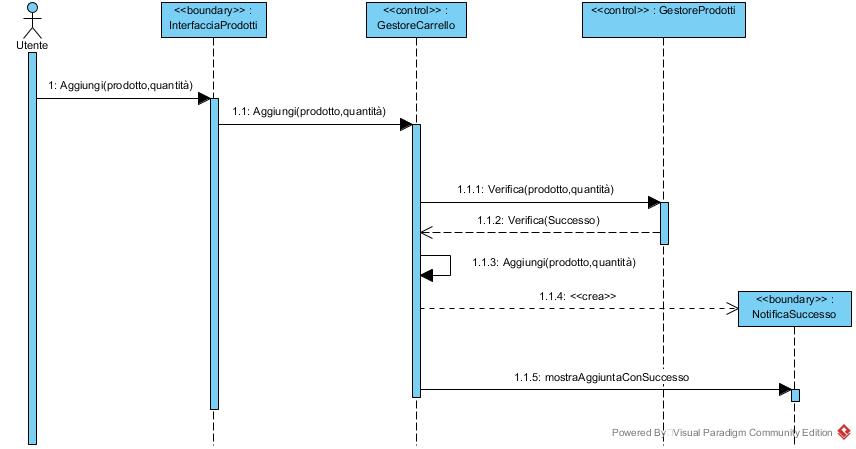 <<boundary>> :
InterfacciaProdotti
<<control>> :
GestoreCarrello
<<control>> : GestoreProdotti
Utente
1: Aggiungi(prodotto,quantità)
1.1: Aggiungi(prodotto,quantità)
1.1.1: Verifica(prodotto,quantità)
1.1.2: Verifica(Successo)
1.1.3: Aggiungi(prodotto,quantità)
1.1.4: <<crea>>
<<boundary>> :
NotificaSuccesso
1.1.5: mostraAggiuntaConSuccesso
Powered By Visual Paradigm Community Edition